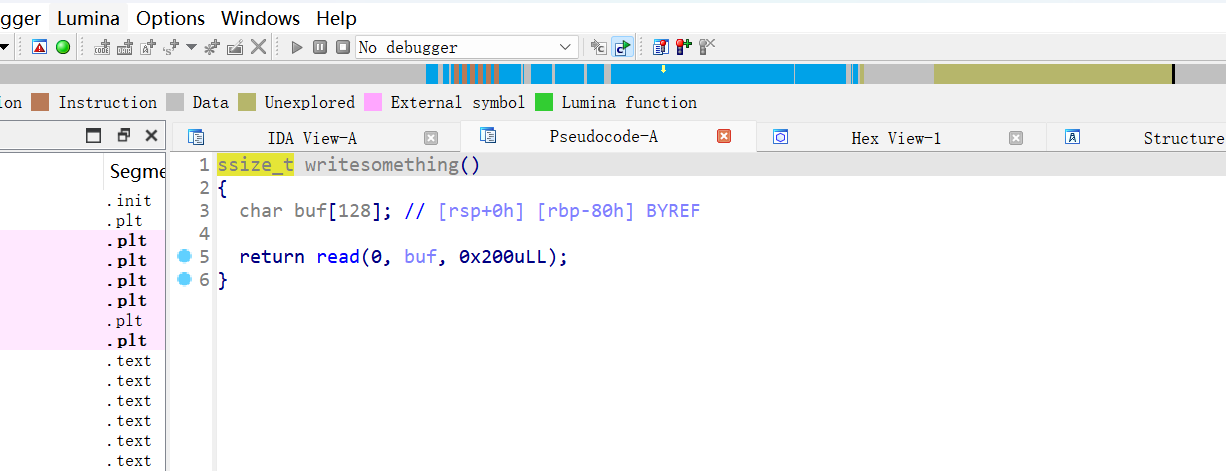 gger Lumina Options Windows Help
No debugger
ion Instruction Data Unexplored External symbol Lumina function
IDA View-A Pseudocode-A Hex View-1 Structure
Segme
.init
.plt
.plt
.plt
.plt
.plt
.plt
.plt
.text
.text
.text
.text
.text
.text
1 ssize_t writesomething()
2 {
3 char buf[128]; // [rsp+0h] [rbp-80h] BYREF
4
5 return read(0, buf, 0x200uLL);
6 }